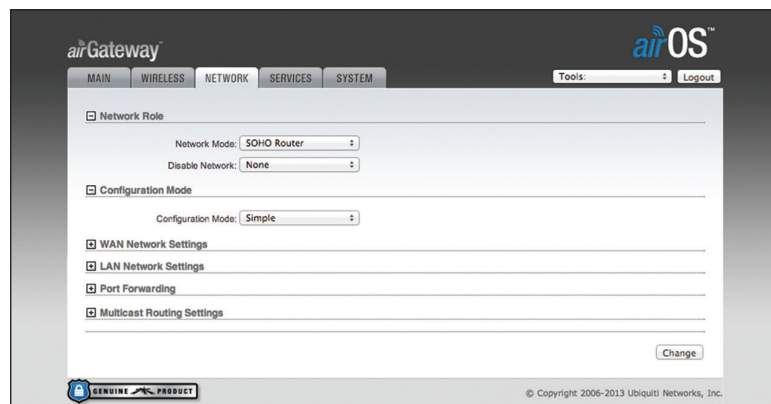 airGateway™
airOS™
MAIN WIRELESS NETWORK SERVICES SYSTEM Tools: Logout
Network Role
Network Mode: SOHO Router
Disable Network: None
Configuration Mode
Configuration Mode: Simple
WAN Network Settings
LAN Network Settings
Port Forwarding
Multicast Routing Settings
Change
GENUINE PRODUCT
© Copyright 2006-2013 Ubiquiti Networks, Inc.